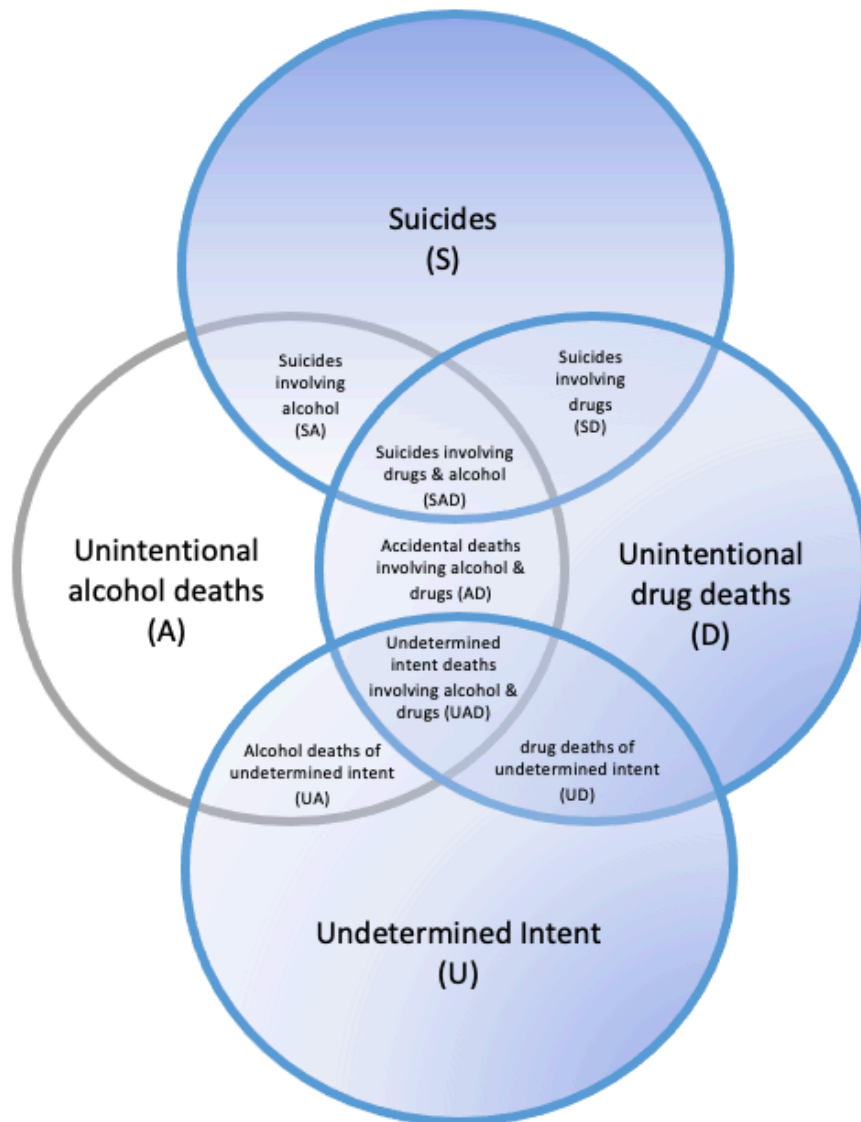 Suicides
(S)
Suicides
involving
alcohol
(SA)
Suicides
involving
drugs
(SD)
Suicides involving
drugs & alcohol
(SAD)
Unintentional
alcohol deaths
(A)
Accidental deaths
involving alcohol &
drugs (AD)
Unintentional
drug deaths
(D)
Undetermined
intent deaths
involving alcohol &
drugs (UAD)
Alcohol deaths of
undetermined intent
(UA)
drug deaths of
undetermined intent
(UD)
Undetermined Intent
(U)